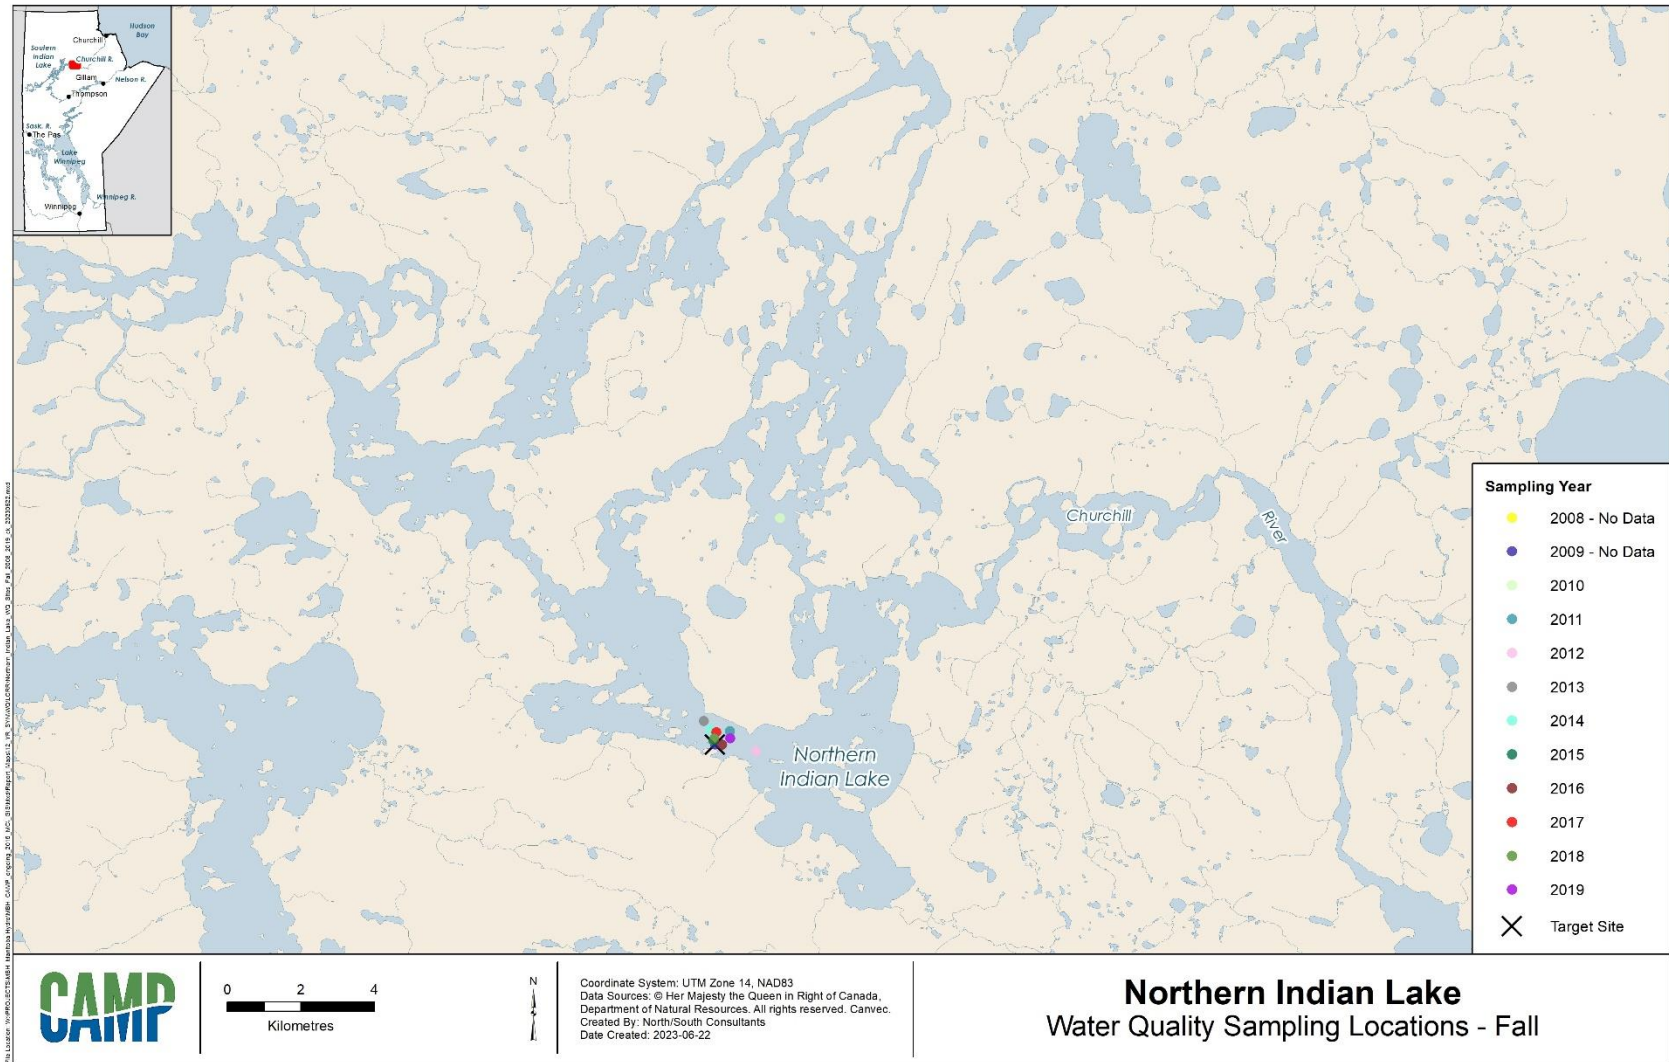 Hudson
Bay
Churchill
Soulern
Indian
Lake
Churchill R.
Gillam
Nelson R.
Thompson
Sask. R.
The Pas
Lake
Winnipeg
Winnipeg R.
Winnipeg
Churchill
River
Northern
Indian Lake
Sampling Year
2008 - No Data
2009 - No Data
2010
2011
2012
2013
2014
2015
2016
2017
2018
2019
Target Site
CAMP
0 2 4
Kilometres
N
Coordinate System: UTM Zone 14, NAD83
Data Sources: © Her Majesty the Queen in Right of Canada,
Department of Natural Resources. All rights reserved. Canvec.
Created By: North/South Consultants
Date Created: 2023-06-22
Northern Indian Lake
Water Quality Sampling Locations - Fall